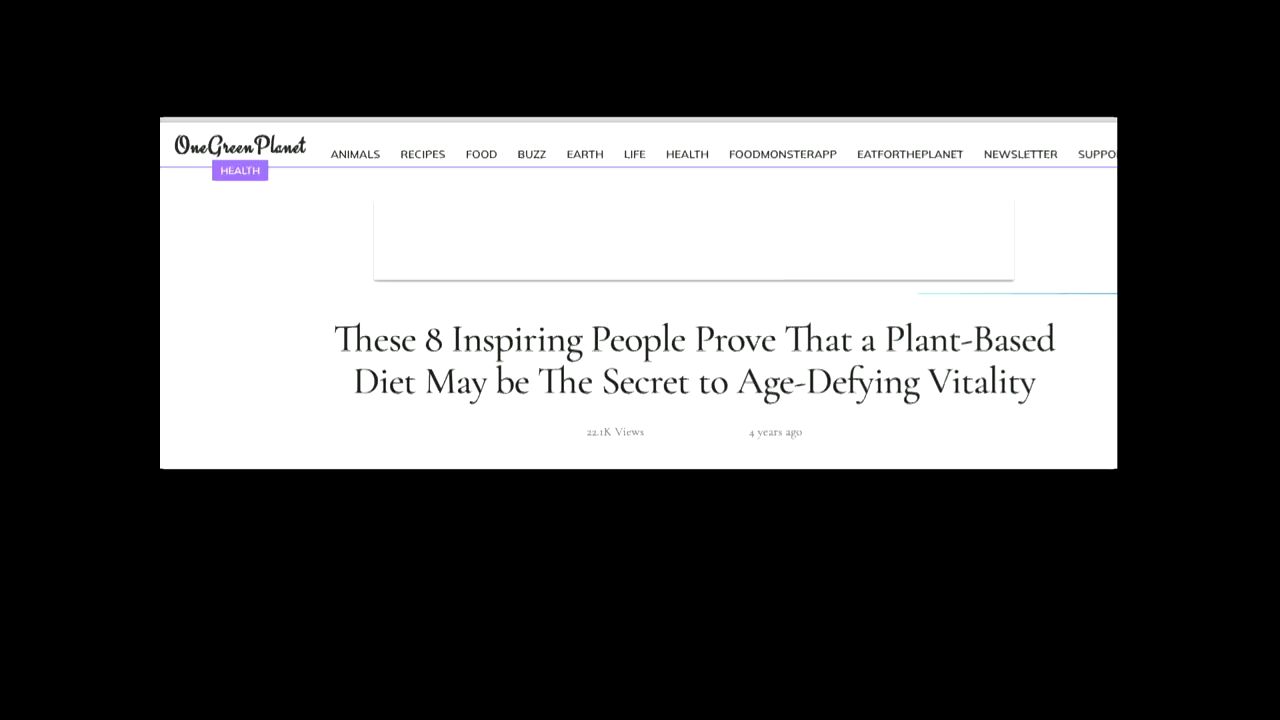 OneGreenPlanet
ANIMALS RECIPES FOOD BUZZ EARTH LIFE HEALTH FOODMONSTERAPP EATFORTHEPLANET NEWSLETTER SUPPO
HEALTH
These 8 Inspiring People Prove That a Plant-Based
Diet May be The Secret to Age-Defying Vitality
22.1K Views 4 years ago